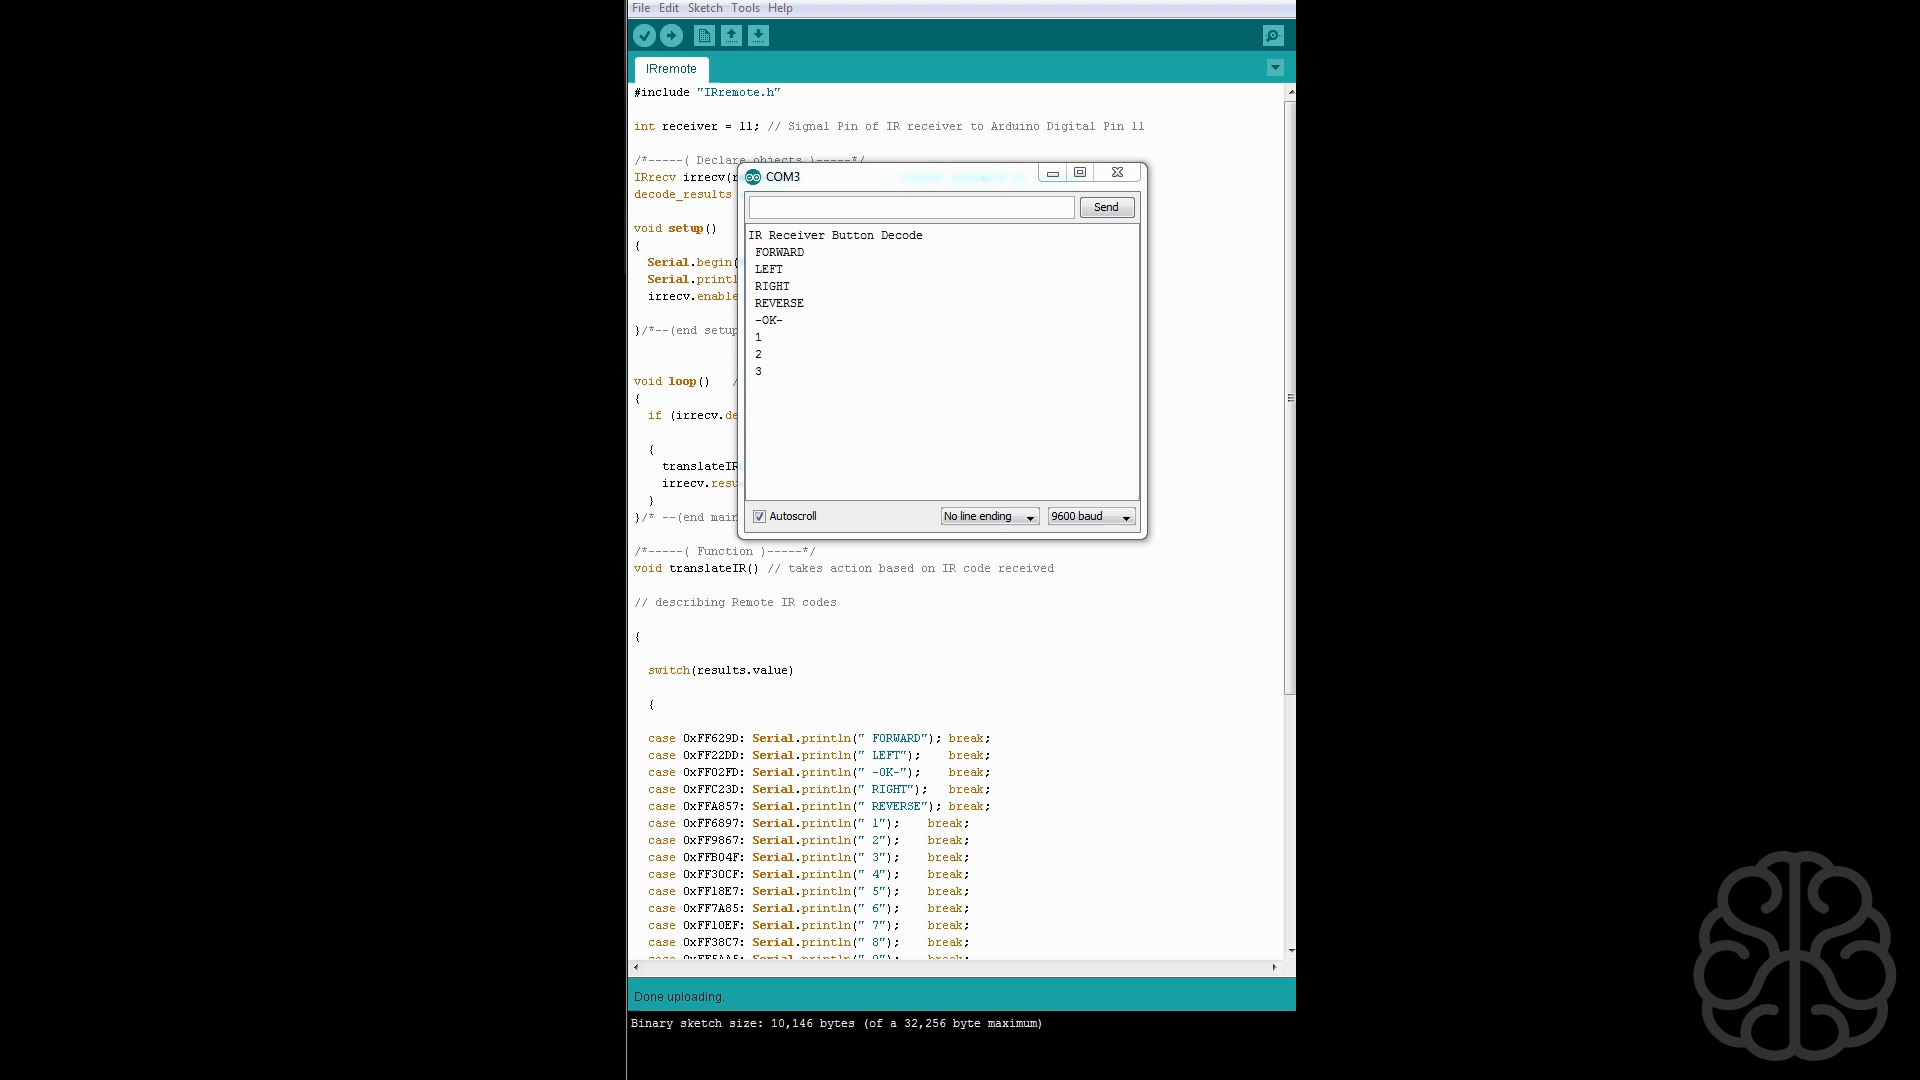 File Edit Sketch Tools Help
IRremote
#include "IRremote.h"
int receiver = 11; // Signal Pin of IR receiver to Arduino Digital Pin 11
/*-----( Declare objects )-----*/
IRrecv irrecv(
decode_results
void setup()
{
Serial.begin(
Serial.println
irrecv.enable
}/*--(end setup
void loop() /
{
if (irrecv.de
{
translateIR
irrecv.resu
}
}/* --(end main
COM3
Send
IR Receiver Button Decode
FORWARD
LEFT
RIGHT
REVERSE
-OK-
1
2
3
Autoscroll
No line ending
9600 baud
/*-----( Function )-----*/
void translateIR() // takes action based on IR code received
// describing Remote IR codes
{
switch(results.value)
{
case 0xFF629D: Serial.println(" FORWARD"); break;
case 0xFF22DD: Serial.println(" LEFT"); break;
case 0xFF02FD: Serial.println(" -OK-"); break;
case 0xFFC23D: Serial.println(" RIGHT"); break;
case 0xFFA857: Serial.println(" REVERSE"); break;
case 0xFF6897: Serial.println(" 1"); break;
case 0xFF9867: Serial.println(" 2"); break;
case 0xFFB04F: Serial.println(" 3"); break;
case 0xFF30CF: Serial.println(" 4"); break;
case 0xFF18E7: Serial.println(" 5"); break;
case 0xFF7A85: Serial.println(" 6"); break;
case 0xFF10EF: Serial.println(" 7"); break;
case 0xFF38C7: Serial.println(" 8"); break;
Done uploading.
Binary sketch size: 10,146 bytes (of a 32,256 byte maximum)